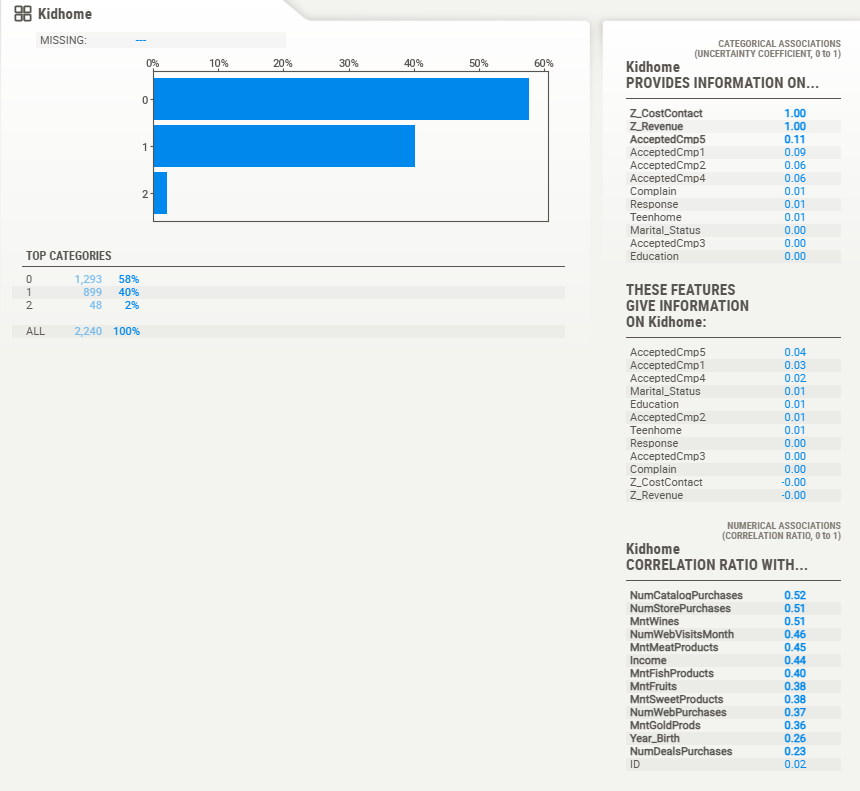 Kidhome
MISSING: ---
0% 10% 20% 30% 40% 50% 60%
0
1
2
TOP CATEGORIES
0 1,293 58%
1 899 40%
2 48 2%
ALL 2,240 100%
CATEGORICAL ASSOCIATIONS
(UNCERTAINTY COEFFICIENT, 0 to 1)
Kidhome
PROVIDES INFORMATION ON...
Z_CostContact 1.00
Z_Revenue 1.00
AcceptedCmp5 0.11
AcceptedCmp1 0.09
AcceptedCmp2 0.06
AcceptedCmp4 0.06
Complain 0.01
Response 0.01
Teenhome 0.01
Marital_Status 0.00
AcceptedCmp3 0.00
Education 0.00
THESE FEATURES
GIVE INFORMATION
ON Kidhome:
AcceptedCmp5 0.04
AcceptedCmp1 0.03
AcceptedCmp4 0.02
Marital_Status 0.01
Education 0.01
AcceptedCmp2 0.01
Teenhome 0.01
Response 0.00
AcceptedCmp3 0.00
Complain 0.00
Z_CostContact -0.00
Z_Revenue -0.00
NUMERICAL ASSOCIATIONS
(CORRELATION RATIO, 0 to 1)
Kidhome
CORRELATION RATIO WITH...
NumCatalogPurchases 0.52
NumStorePurchases 0.51
MntWines 0.51
NumWebVisitsMonth 0.46
MntMeatProducts 0.45
Income 0.44
MntFishProducts 0.40
MntFruits 0.38
MntSweetProducts 0.38
NumWebPurchases 0.37
MntGoldProds 0.36
Year_Birth 0.26
NumDealsPurchases 0.23
ID 0.02